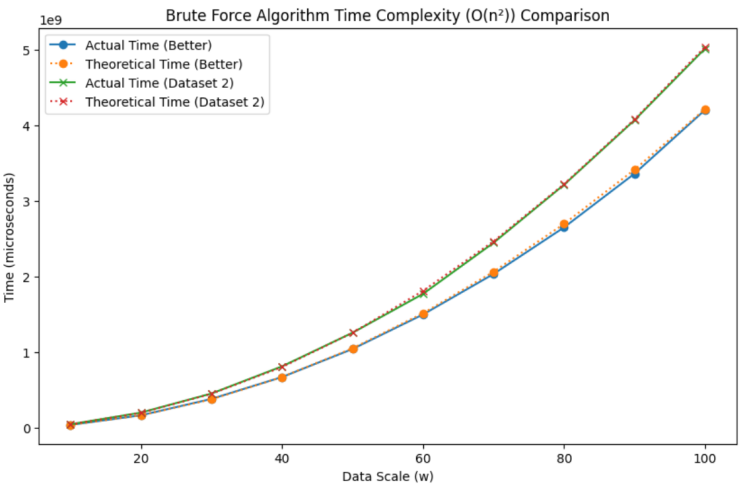 Brute Force Algorithm Time Complexity (O(n²)) Comparison
1e9
Actual Time (Better)
Theoretical Time (Better)
Actual Time (Dataset 2)
Theoretical Time (Dataset 2)
5
4
3
2
1
0
Time (microseconds)
20 40 60 80 100
Data Scale (w)